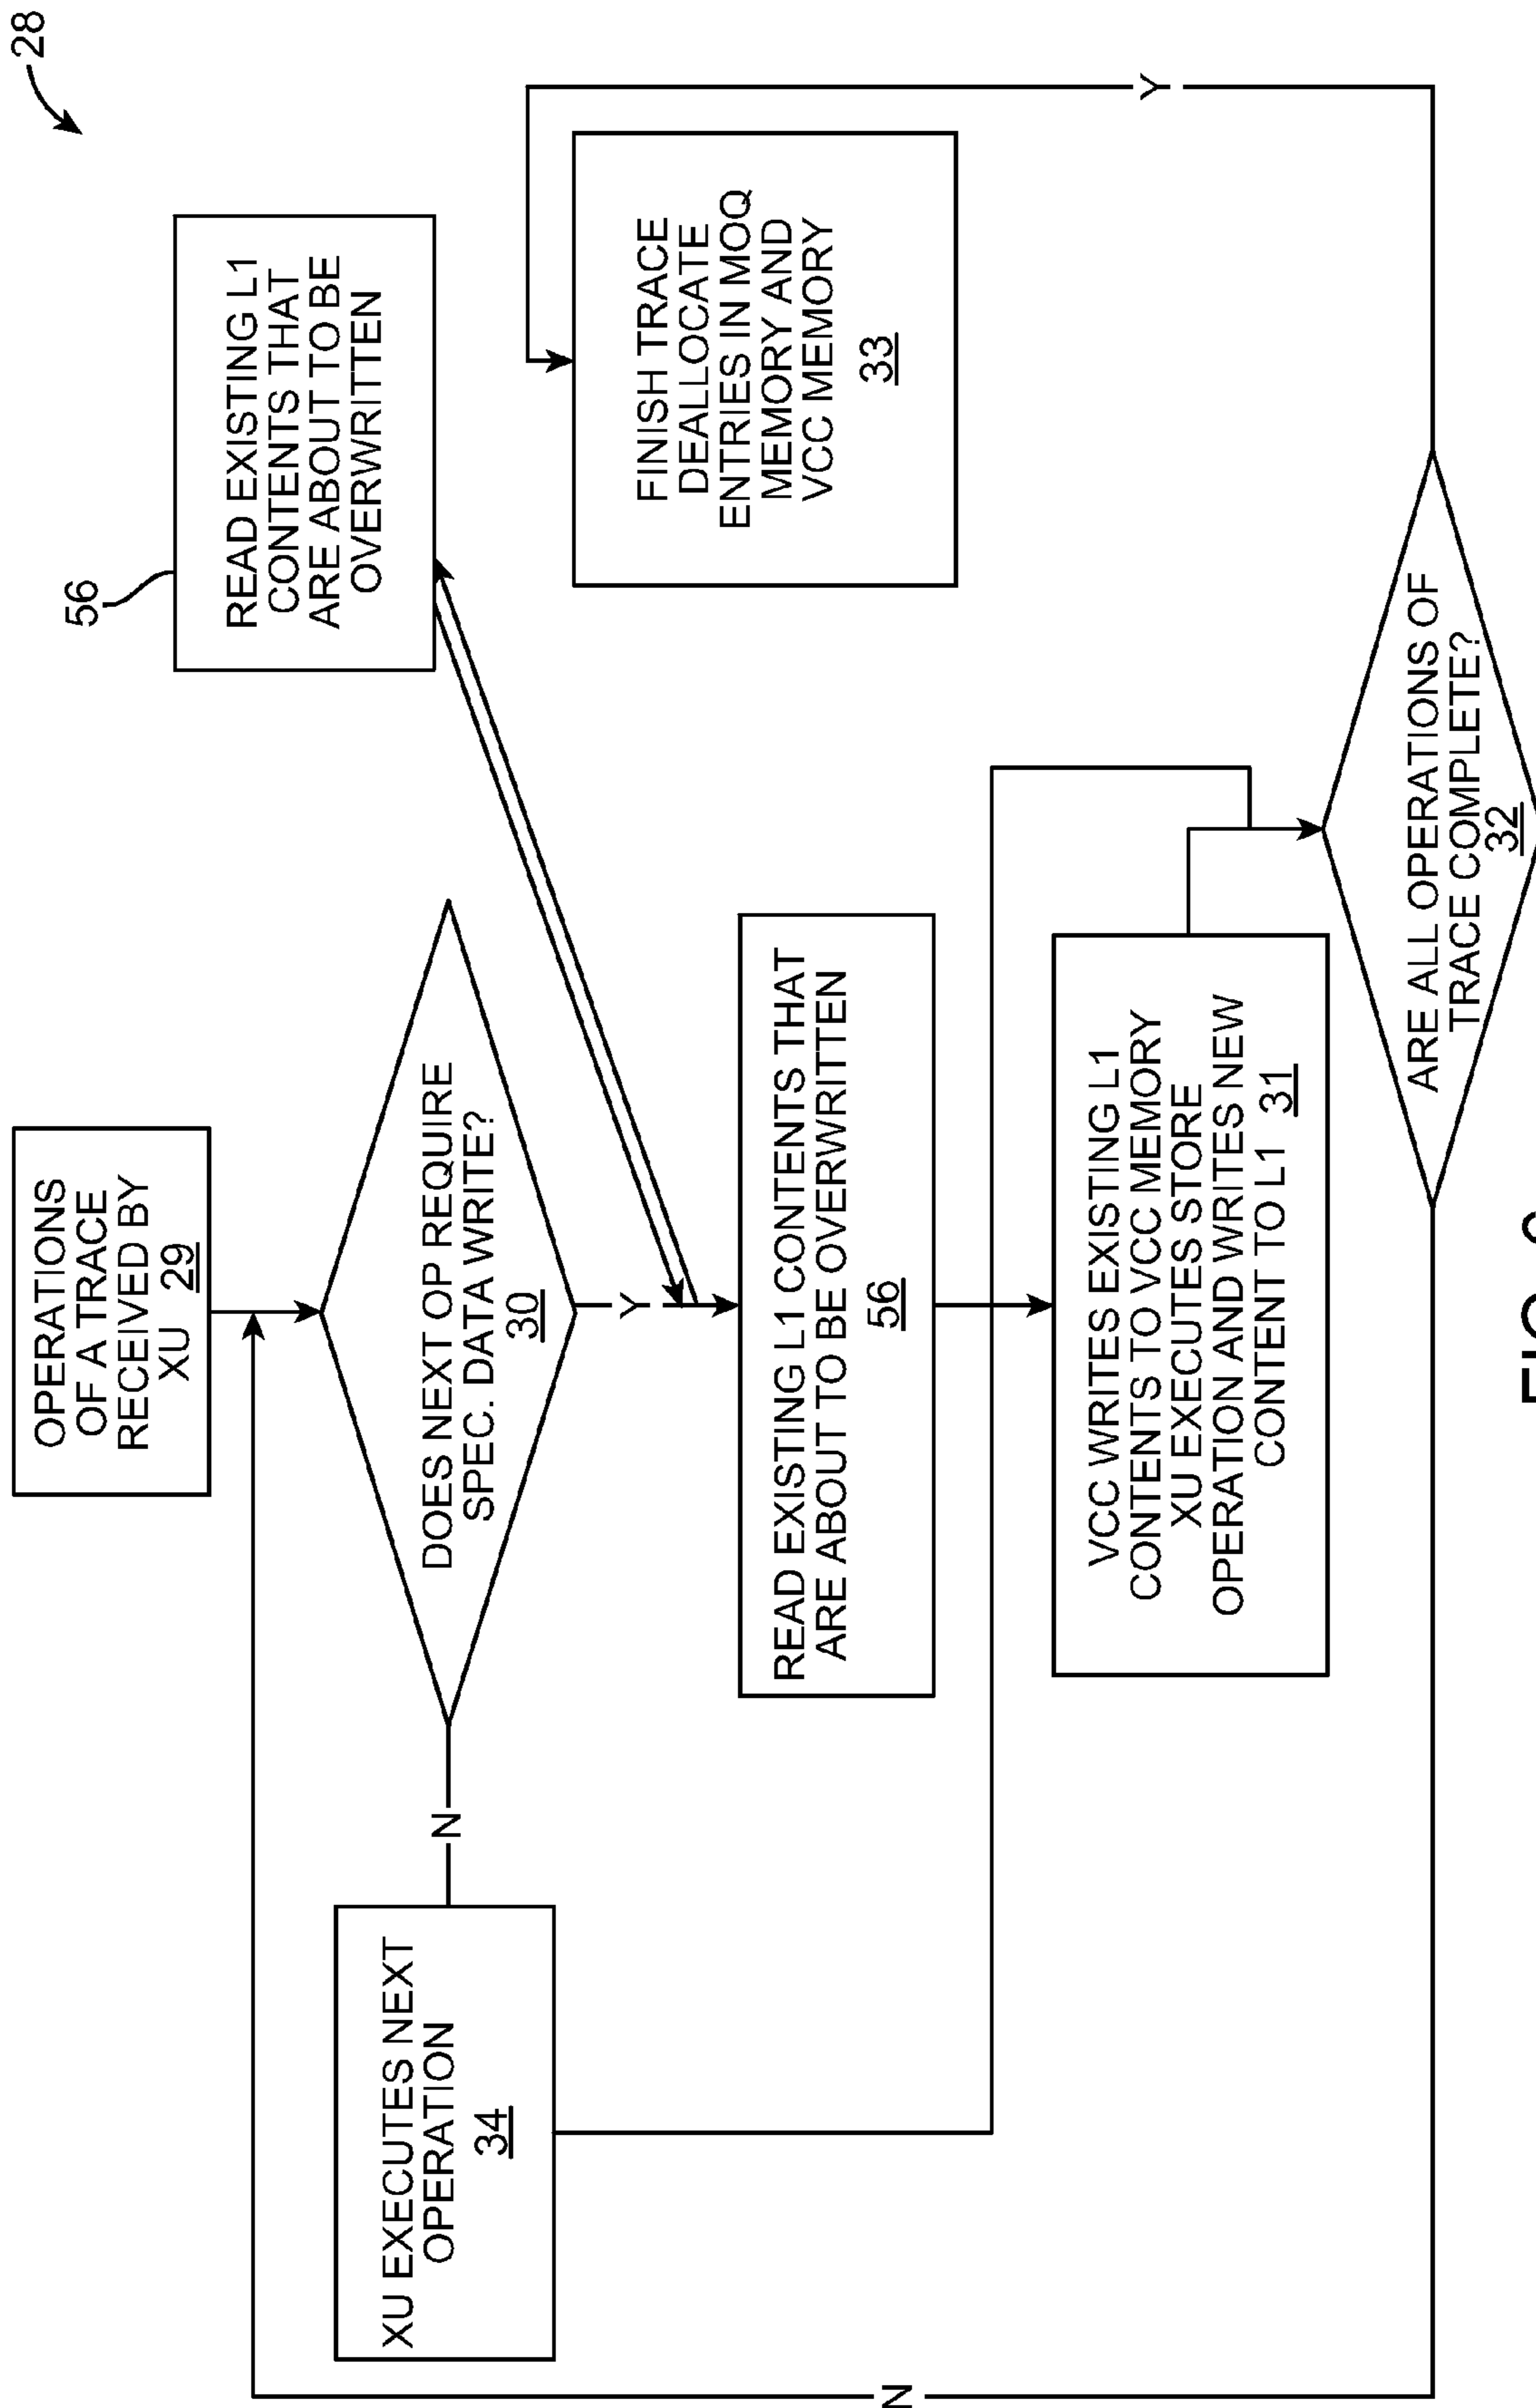 28
OPERATIONS
OF A TRACE
RECEIVED BY
XU 29
56
READ EXISTING L1
CONTENTS THAT
ARE ABOUT TO BE
OVERWRITTEN
XU EXECUTES NEXT
OPERATION
34
N
DOES NEXT OP REQUIRE
SPEC. DATA WRITE?
30
Y
FINISH TRACE
DEALLOCATE
ENTRIES IN MOQ
MEMORY AND
VCC MEMORY
33
READ EXISTING L1 CONTENTS THAT
ARE ABOUT TO BE OVERWRITTEN
56
VCC WRITES EXISTING L1
CONTENTS TO VCC MEMORY
XU EXECUTES STORE
OPERATION AND WRITES NEW
CONTENT TO L1 31
N
Y
ARE ALL OPERATIONS OF
TRACE COMPLETE?
32